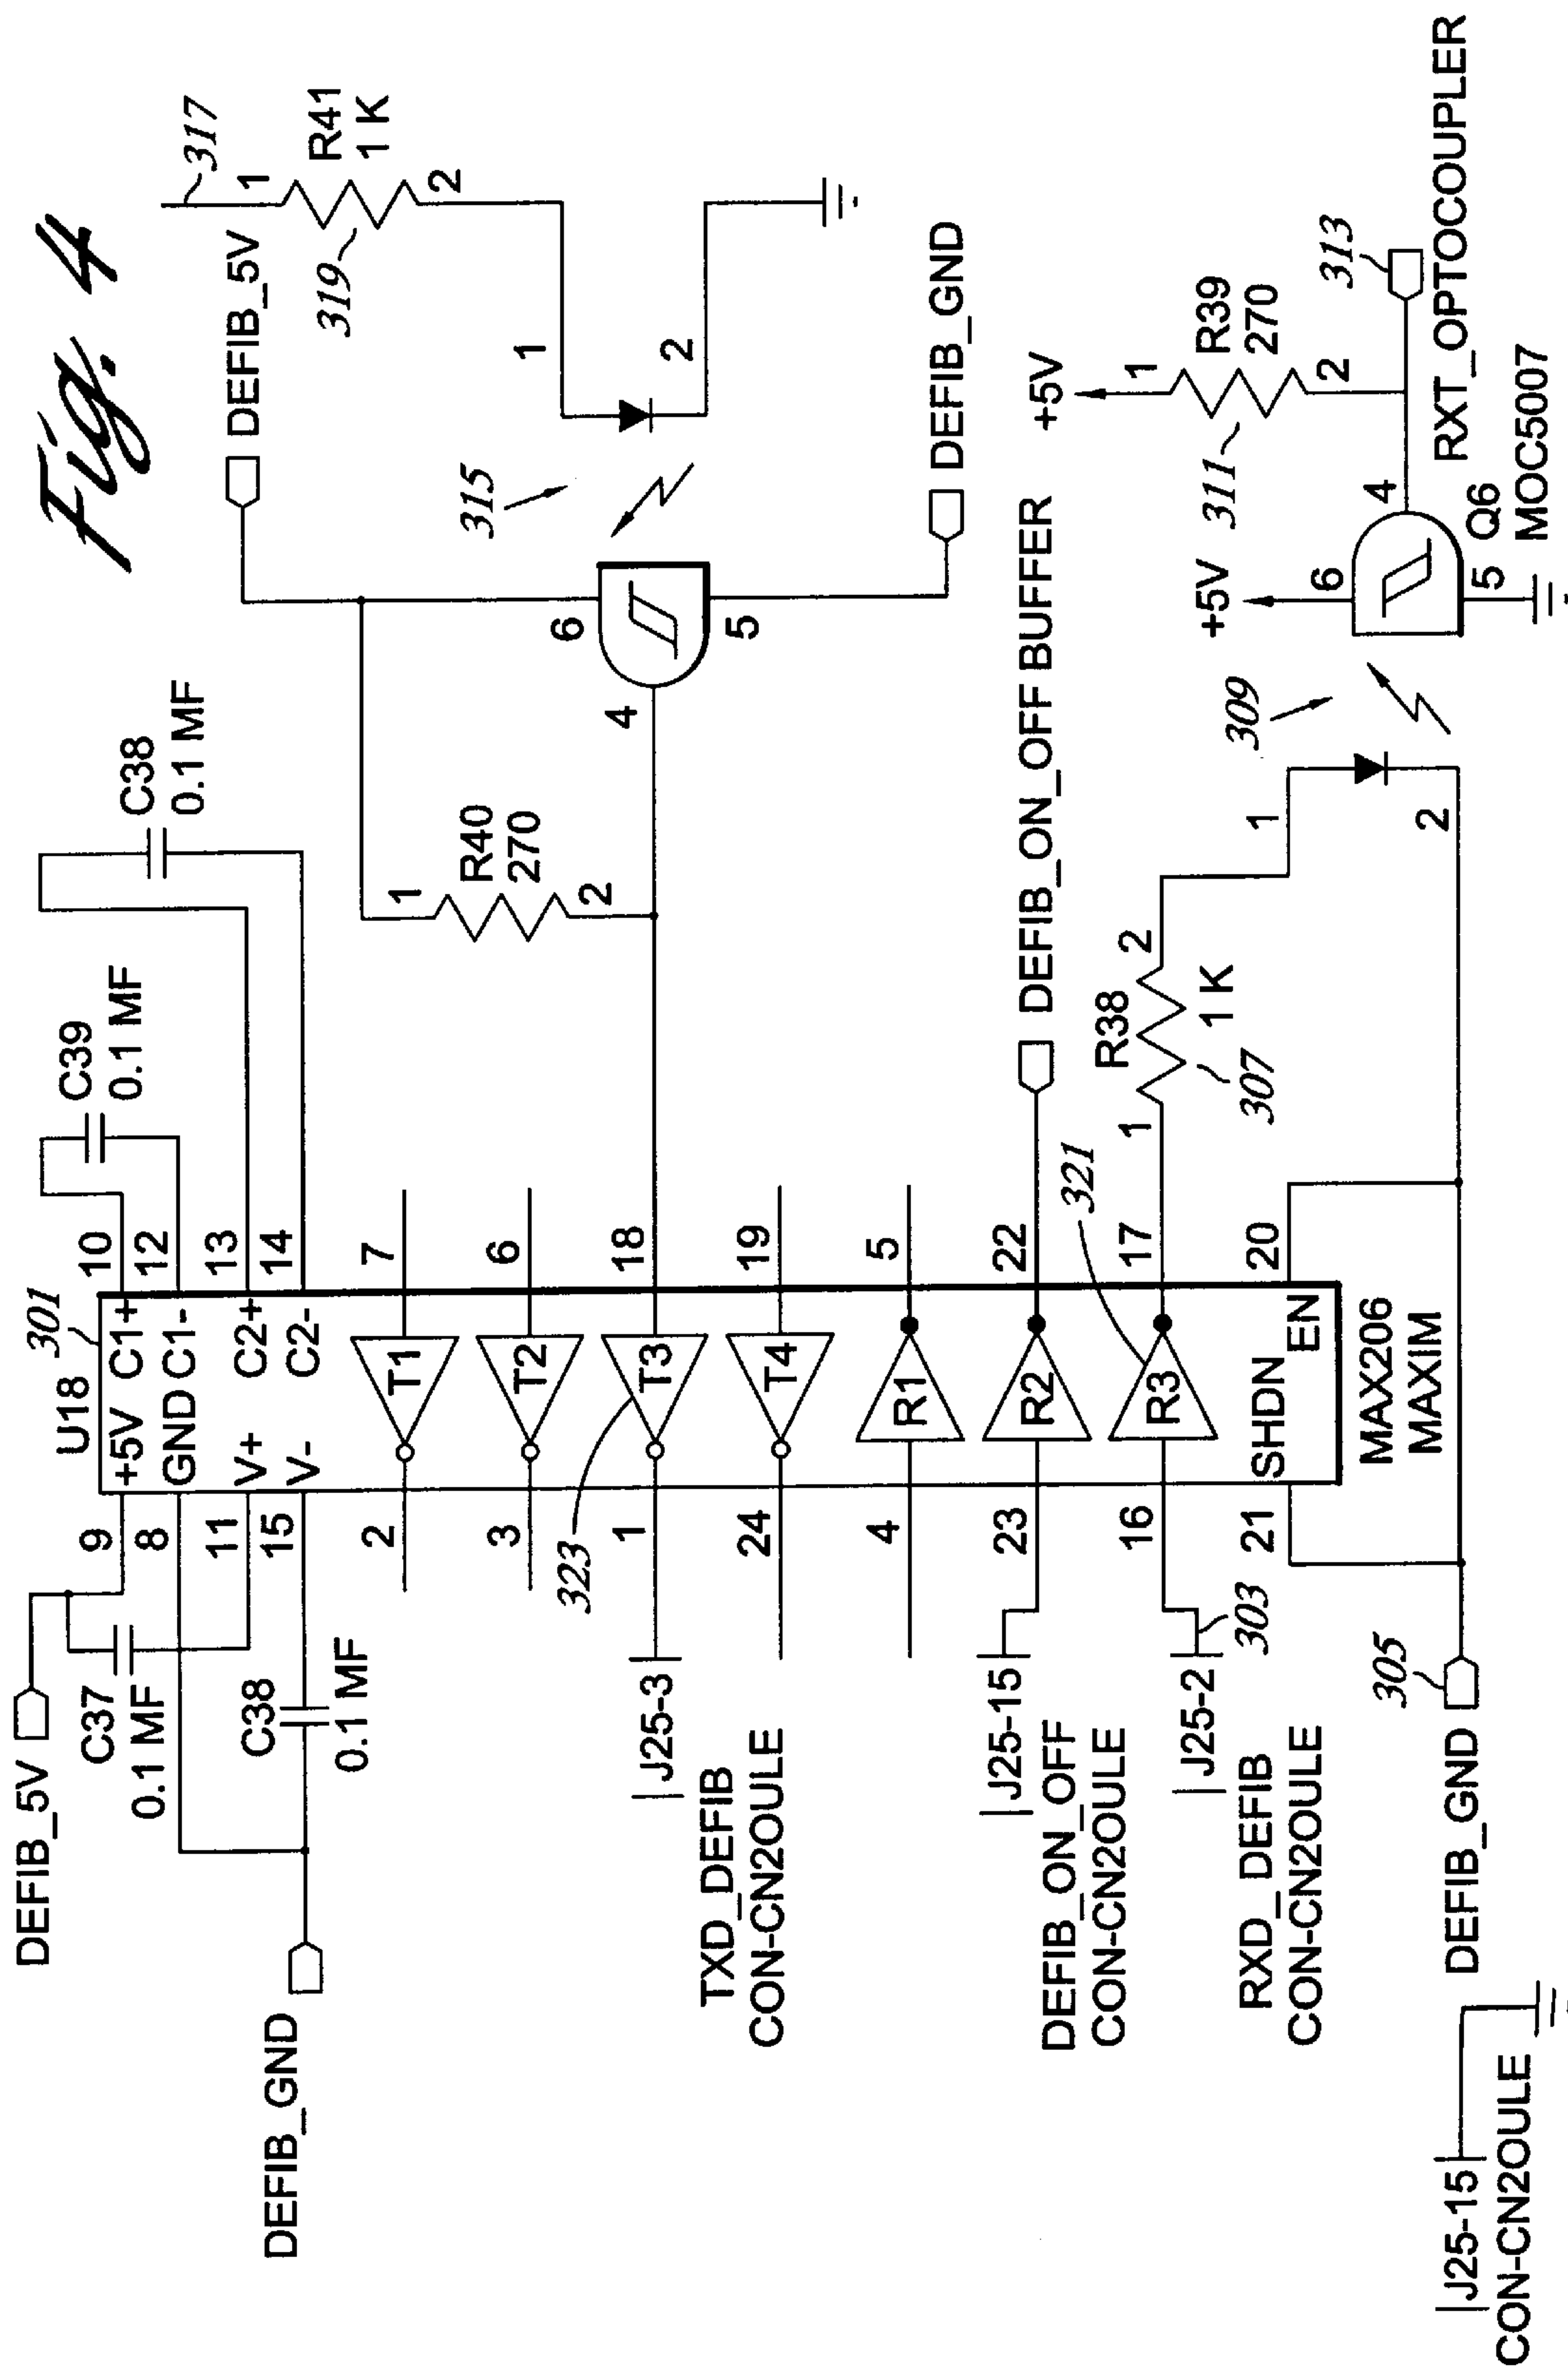 Fig. 4
DEFIB_5V
C37
0.1 MF
DEFIB_GND
C38
0.1 MF
9
8
11
15
301
U18
+5V C1+
GND C1-
V+ C2+
V- C2-
10
12
13
14
C39
0.1 MF
C38
0.1 MF
2
T1
7
3
T2
6
323
1
T3
18
24
T4
19
4
R1
5
23
R2
22
16
R3
17
321
21
SHDN
EN
20
MAX206
MAXIM
J25-3
TXD_DEFIB
CON-CN2OULE
J25-15
DEFIB_ON_OFF
CON-CN2OULE
J25-2
303
RXD_DEFIB
CON-CN2OULE
305
DEFIB_GND
J25-15
CON-CN2OULE
1
R40
270
2
DEFIB_5V
6
4
5
DEFIB_GND
315
317
1
R41
1 K
2
319
1
2
DEFIB_ON_OFF BUFFER
1
R38
2
1 K
307
1
2
309
+5V
6
4
5
Q6
MOC5007
+5V
1
R39
270
2
311
313
RXT_OPTOCOUPLER